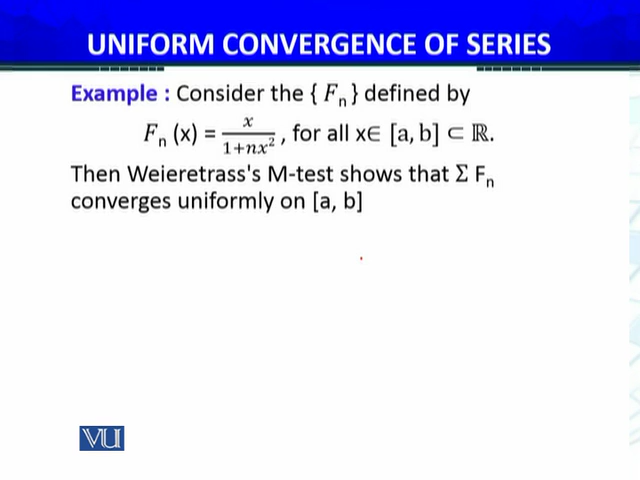 UNIFORM CONVERGENCE OF SERIES
Example : Consider the { Fₙ } defined by
Fₙ (x) = x/(1+nx²) , for all x∈ [a, b] ⊂ ℝ.
Then Weieretrass's M-test shows that Σ Fₙ
converges uniformly on [a, b]
VU